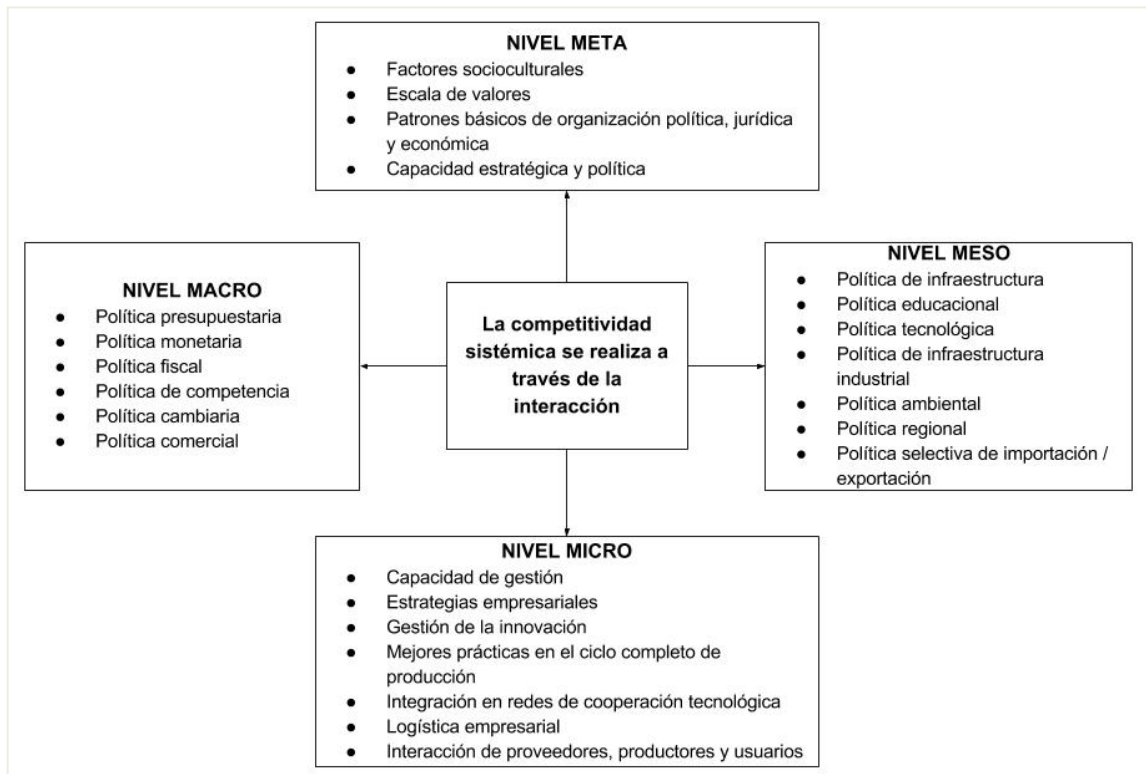 NIVEL META
● Factores socioculturales
● Escala de valores
● Patrones básicos de organización política, jurídica
y económica
● Capacidad estratégica y política
NIVEL MACRO
● Política presupuestaria
● Política monetaria
● Política fiscal
● Política de competencia
● Política cambiaria
● Política comercial
La competitividad
sistémica se realiza a
través de la
interacción
NIVEL MESO
● Política de infraestructura
● Política educacional
● Política tecnológica
● Política de infraestructura
industrial
● Política ambiental
● Política regional
● Política selectiva de importación /
exportación
NIVEL MICRO
● Capacidad de gestión
● Estrategias empresariales
● Gestión de la innovación
● Mejores prácticas en el ciclo completo de
producción
● Integración en redes de cooperación tecnológica
● Logística empresarial
● Interacción de proveedores, productores y usuarios